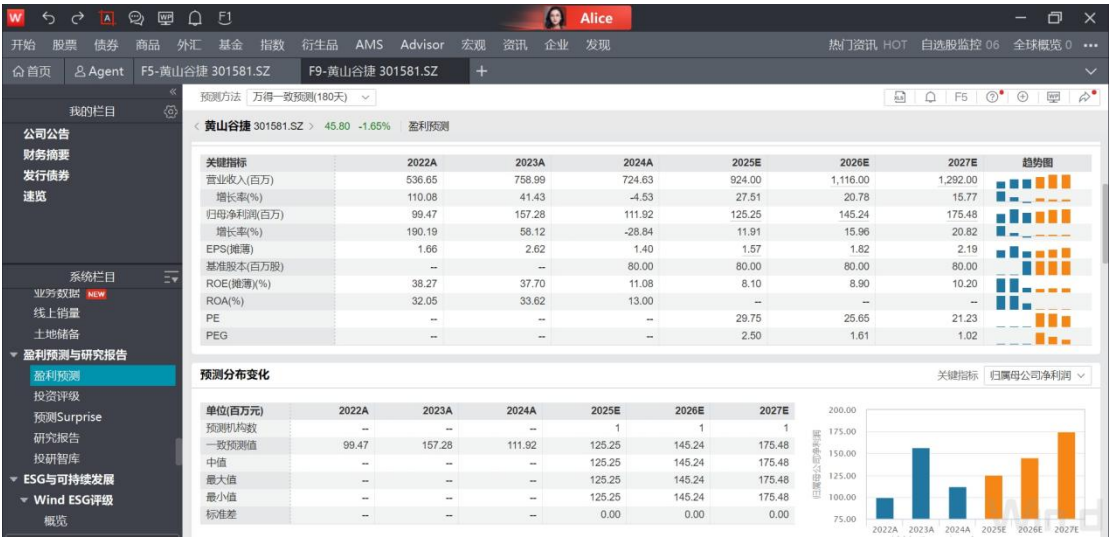 W A WP F1 Alice
开始 股票 债券 商品 外汇 基金 指数 衍生品 AMS Advisor 宏观 资讯 企业 发现 热门资讯 HOT 自选股监控 06 全球概览 0
首页 Agent F5-黄山谷捷 301581.SZ F9-黄山谷捷 301581.SZ +
我的栏目
公司公告
财务摘要
发行债券
速览
系统栏目
业务数据 NEW
线上销量
土地储备
盈利预测与研究报告
盈利预测
投资评级
预测Surprise
研究报告
投研智库
ESG与可持续发展
Wind ESG评级
概览
预测方法 万得一致预测(180天) F5 WP
黄山谷捷 301581.SZ 45.80 -1.65% 盈利预测
关键指标 2022A 2023A 2024A 2025E 2026E 2027E 趋势图
营业收入(百万) 536.65 758.99 724.63 924.00 1,116.00 1,292.00
增长率(%) 110.08 41.43 -4.53 27.51 20.78 15.77
归母净利润(百万) 99.47 157.28 111.92 125.25 145.24 175.48
增长率(%) 190.19 58.12 -28.84 11.91 15.96 20.82
EPS(摊薄) 1.66 2.62 1.40 1.57 1.82 2.19
基准股本(百万股) -- -- 80.00 80.00 80.00 80.00
ROE(摊薄)(%) 38.27 37.70 11.08 8.10 8.90 10.20
ROA(%) 32.05 33.62 13.00 -- -- --
PE -- -- -- 29.75 25.65 21.23
PEG -- -- -- 2.50 1.61 1.02
预测分布变化 关键指标 归属母公司净利润
单位(百万元) 2022A 2023A 2024A 2025E 2026E 2027E
预测机构数 -- -- -- 1 1 1
一致预测值 99.47 157.28 111.92 125.25 145.24 175.48
中值 -- -- -- 125.25 145.24 175.48
最大值 -- -- -- 125.25 145.24 175.48
最小值 -- -- -- 125.25 145.24 175.48
标准差 -- -- -- 0.00 0.00 0.00
归属母公司净利润
200.00
175.00
150.00
125.00
100.00
75.00
2022A 2023A 2024A 2025E 2026E 2027E
Wind